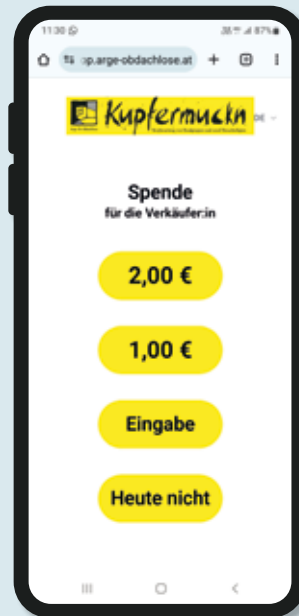 11:30
87%
:p.arge-obdachlose.at
Kupfermuckn
DE
Spende
für die Verkäufer:in
2,00 €
1,00 €
Eingabe
Heute nicht